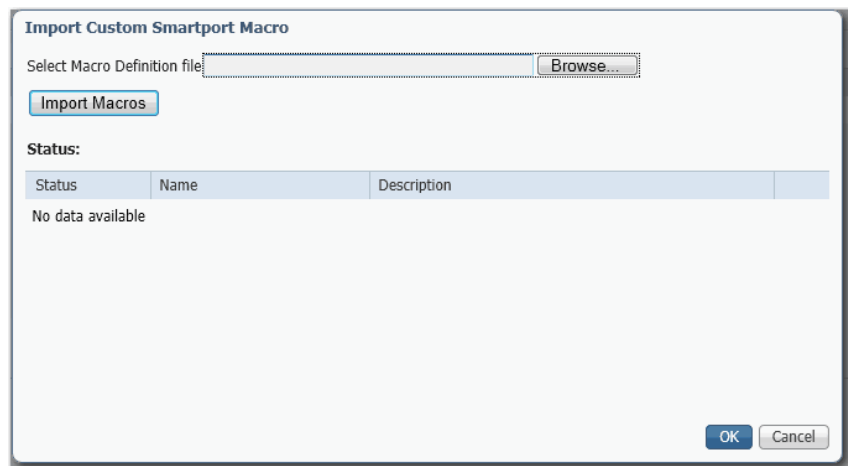 Import Custom Smartport Macro
Select Macro Definition file Browse...
Import Macros
Status:
Status Name Description
No data available
OK Cancel